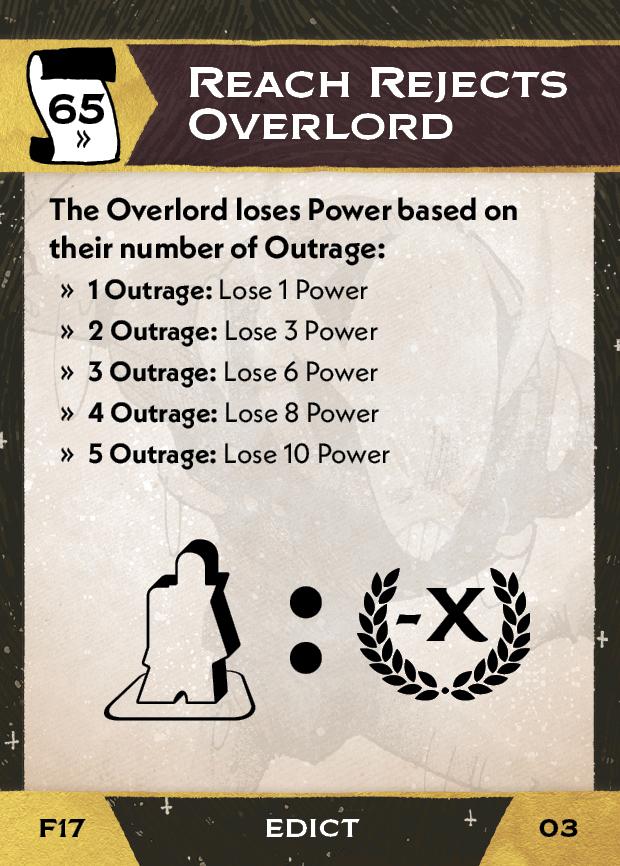 65
»
REACH REJECTS
OVERLORD
The Overlord loses Power based on
their number of Outrage:
» 1 Outrage: Lose 1 Power
» 2 Outrage: Lose 3 Power
» 3 Outrage: Lose 6 Power
» 4 Outrage: Lose 8 Power
» 5 Outrage: Lose 10 Power
: -X
F17 EDICT 03